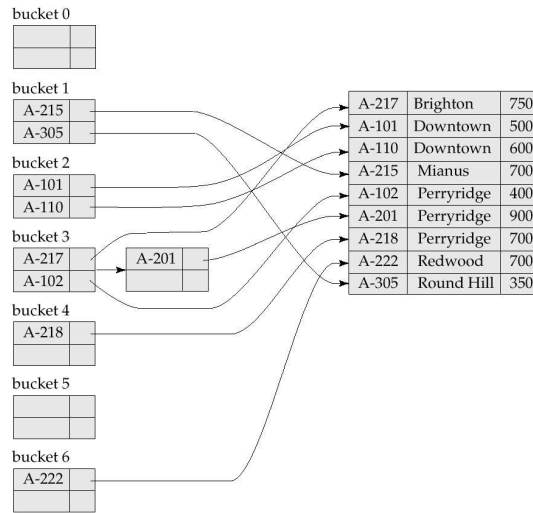 bucket 0
bucket 1
A-215
A-305
bucket 2
A-101
A-110
bucket 3
A-217
A-102
A-201
bucket 4
A-218
bucket 5
bucket 6
A-222
A-217 Brighton 750
A-101 Downtown 500
A-110 Downtown 600
A-215 Mianus 700
A-102 Perryridge 400
A-201 Perryridge 900
A-218 Perryridge 700
A-222 Redwood 700
A-305 Round Hill 350